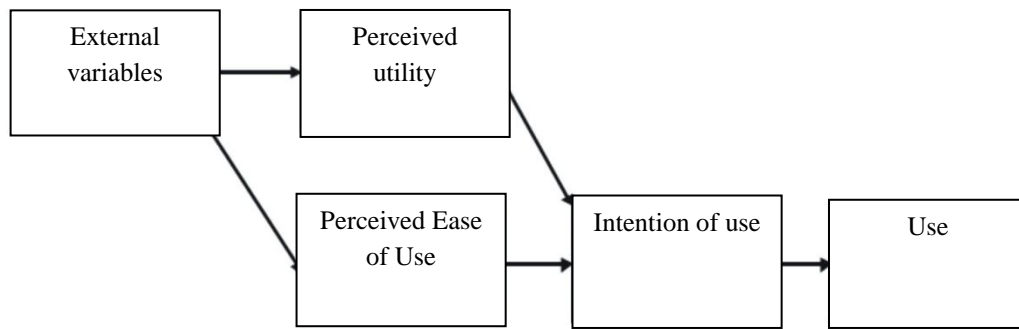 External
variables
Perceived
utility
Perceived Ease
of Use
Intention of use
Use